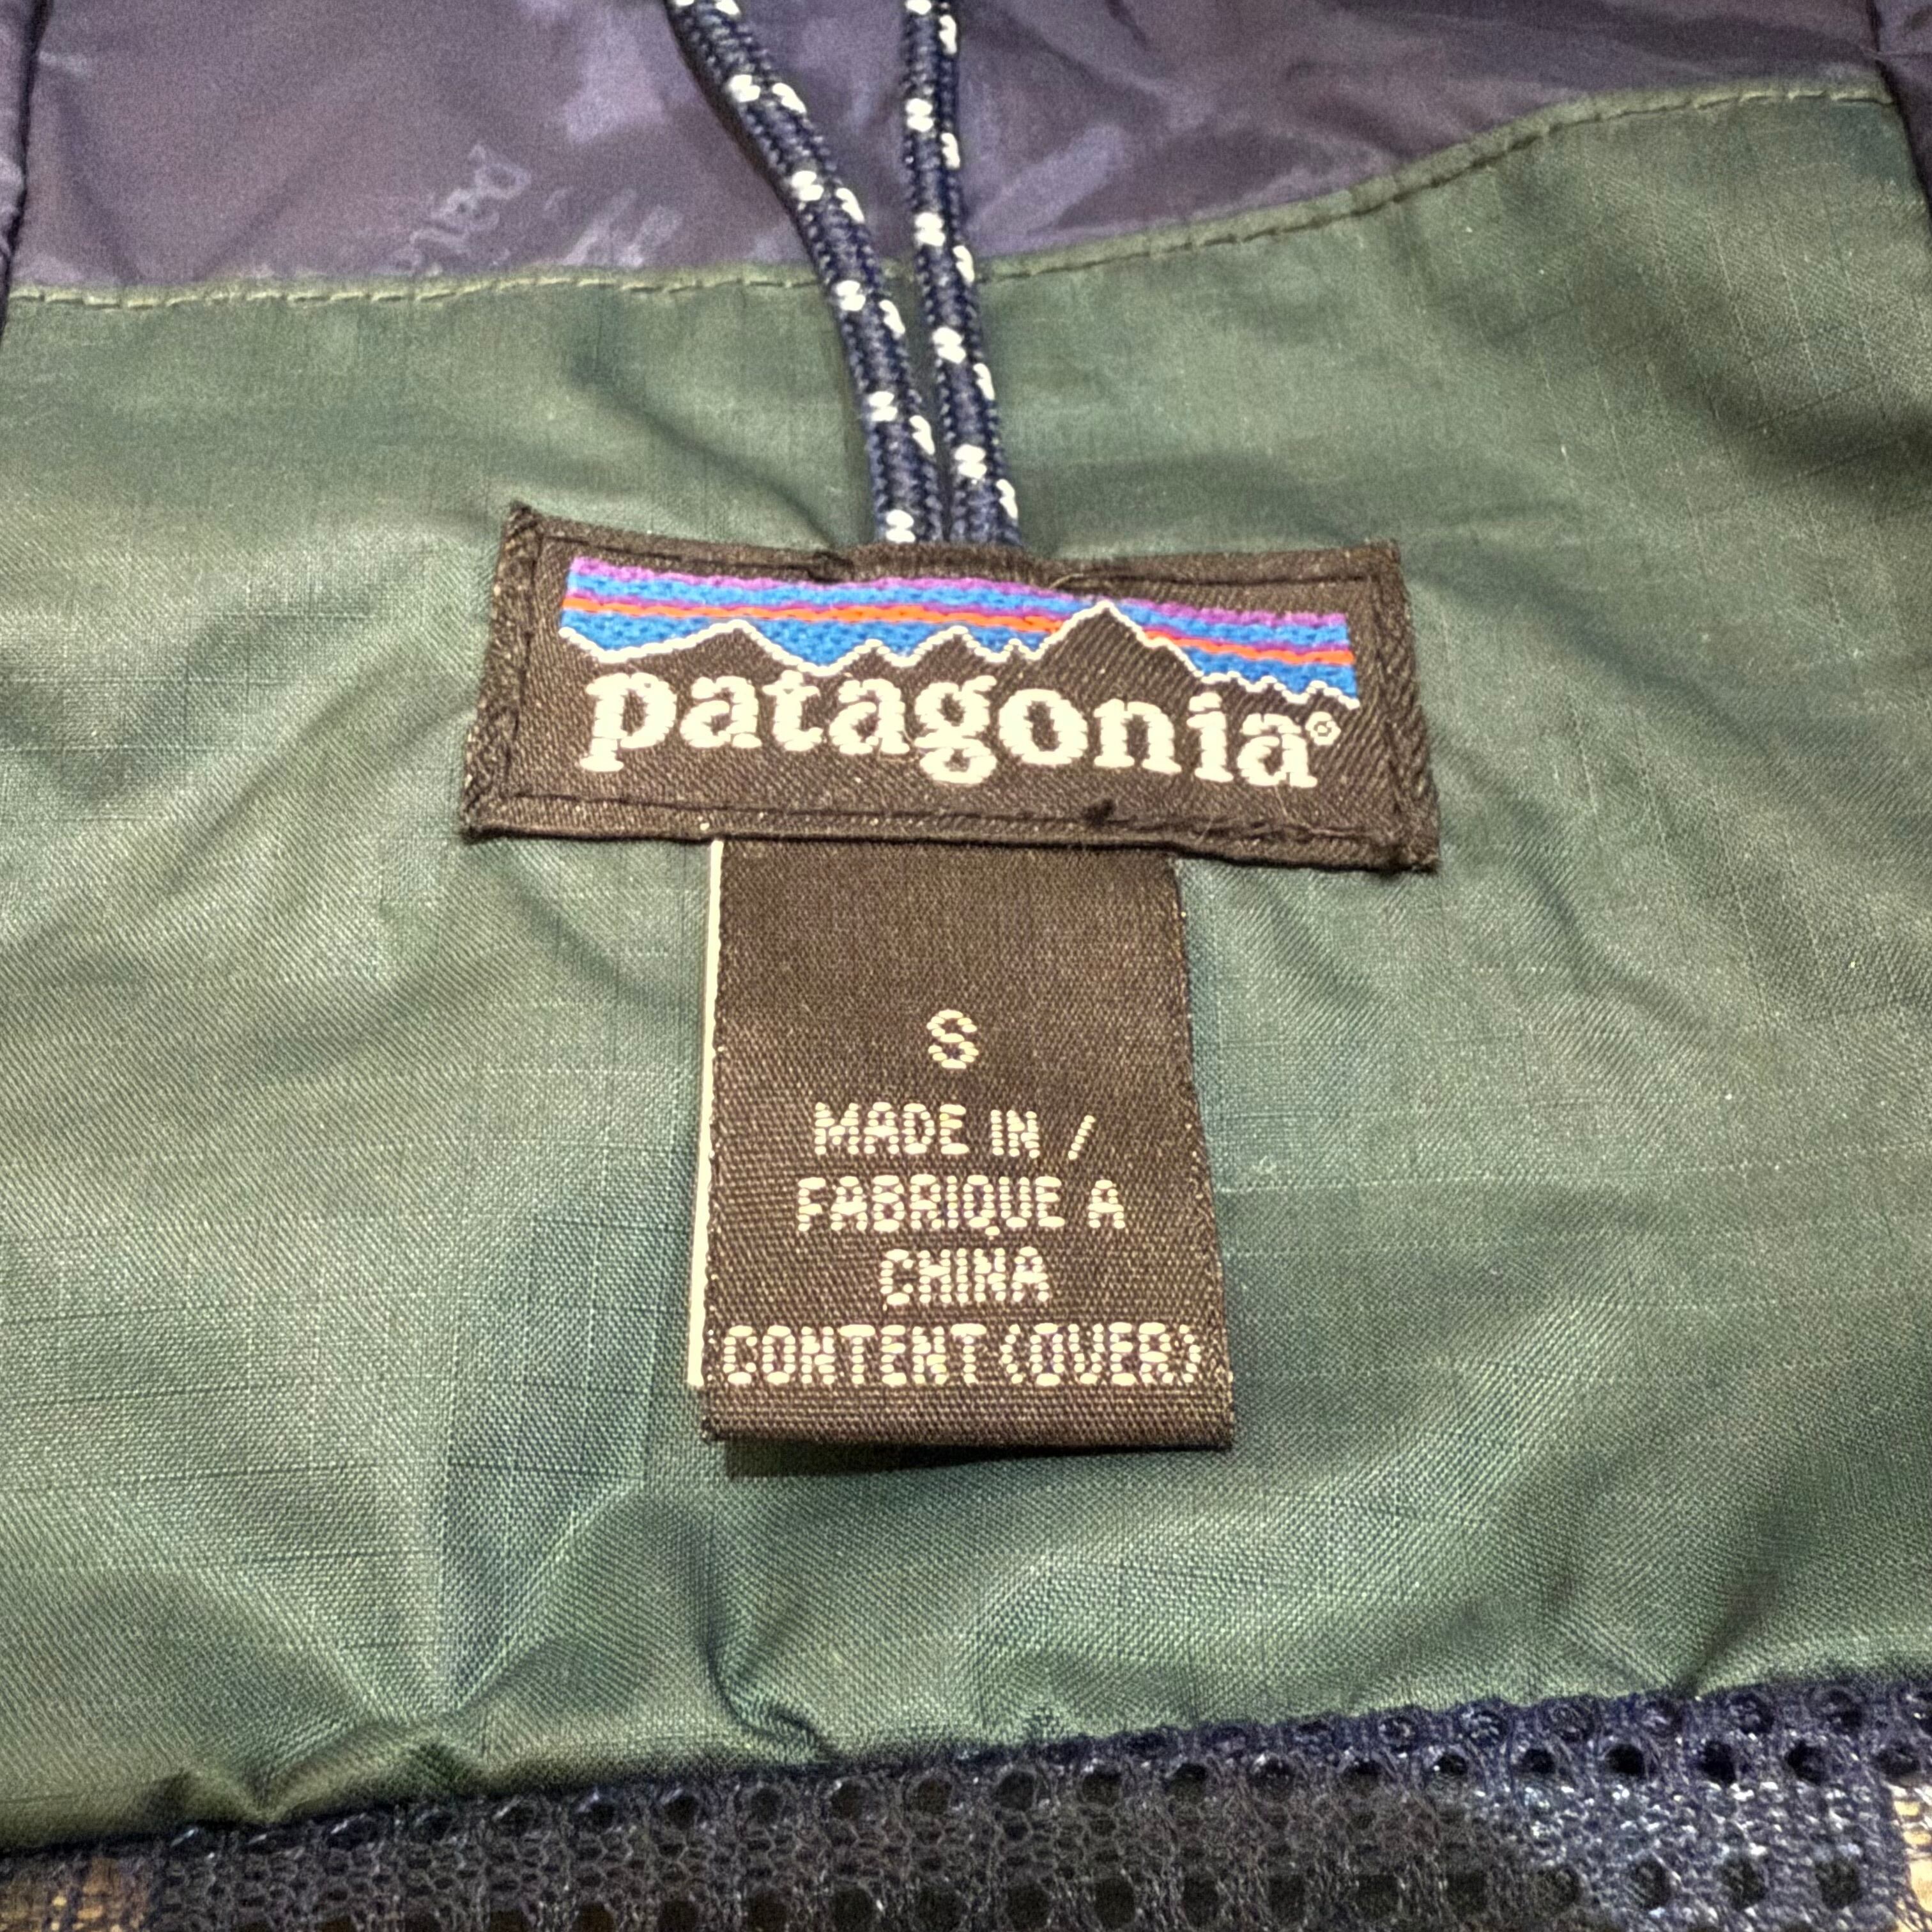 patagonia®
S
MADE IN /
FABRIQUE A
CHINA
CONTENT (OVER)